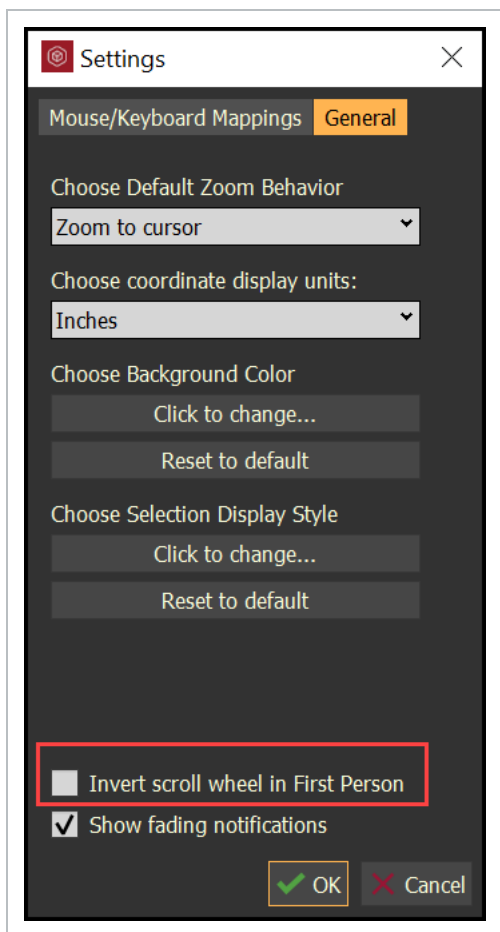 Settings
Mouse/Keyboard Mappings General
Choose Default Zoom Behavior
Zoom to cursor
Choose coordinate display units:
Inches
Choose Background Color
Click to change...
Reset to default
Choose Selection Display Style
Click to change...
Reset to default
Invert scroll wheel in First Person
Show fading notifications
OK Cancel